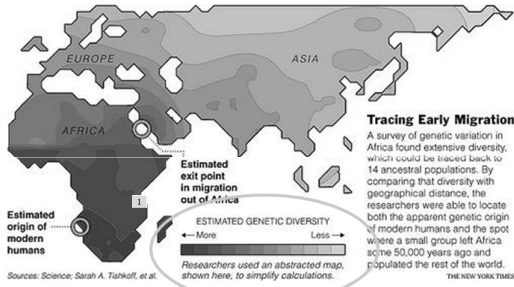 EUROPE
ASIA
AFRICA
Estimated
exit point
in migration
out of Africa
1
Estimated
origin of
modern
humans
ESTIMATED GENETIC DIVERSITY
More
Less
Researchers used an abstracted map,
shown here, to simplify calculations.
Sources: Science; Sarah A. Tishkoff, et al.
Tracing Early Migration
A survey of genetic variation in
Africa found extensive diversity,
which could be traced back to
14 ancestral populations. By
comparing that diversity with
geographical distance, the
researchers were able to locate
both the apparent genetic origin
of modern humans and the spot
where a small group left Africa
some 50,000 years ago and
populated the rest of the world.
THE NEW YORK TIMES